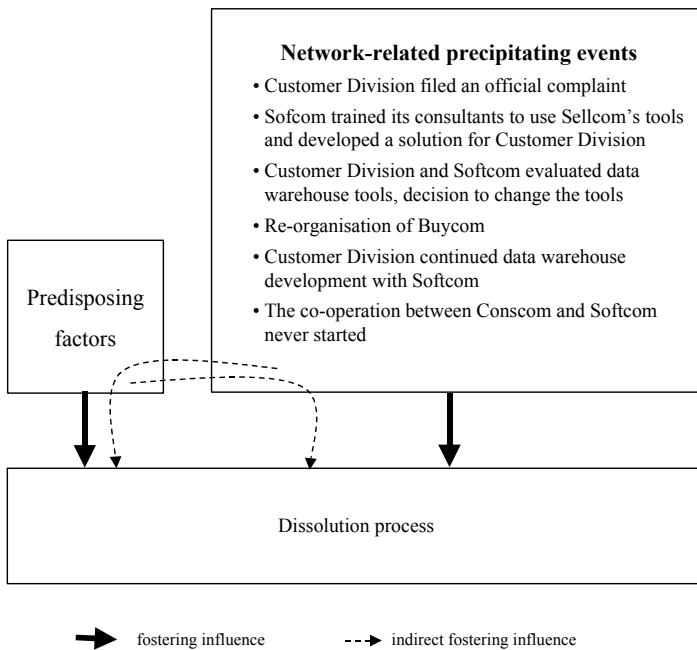 Network-related precipitating events
• Customer Division filed an official complaint
• Sofcom trained its consultants to use Sellcom's tools
and developed a solution for Customer Division
• Customer Division and Softcom evaluated data
warehouse tools, decision to change the tools
• Re-organisation of Buycom
• Customer Division continued data warehouse
development with Softcom
• The co-operation between Conscom and Softcom
never started
Predisposing
factors
Dissolution process
fostering influence
indirect fostering influence